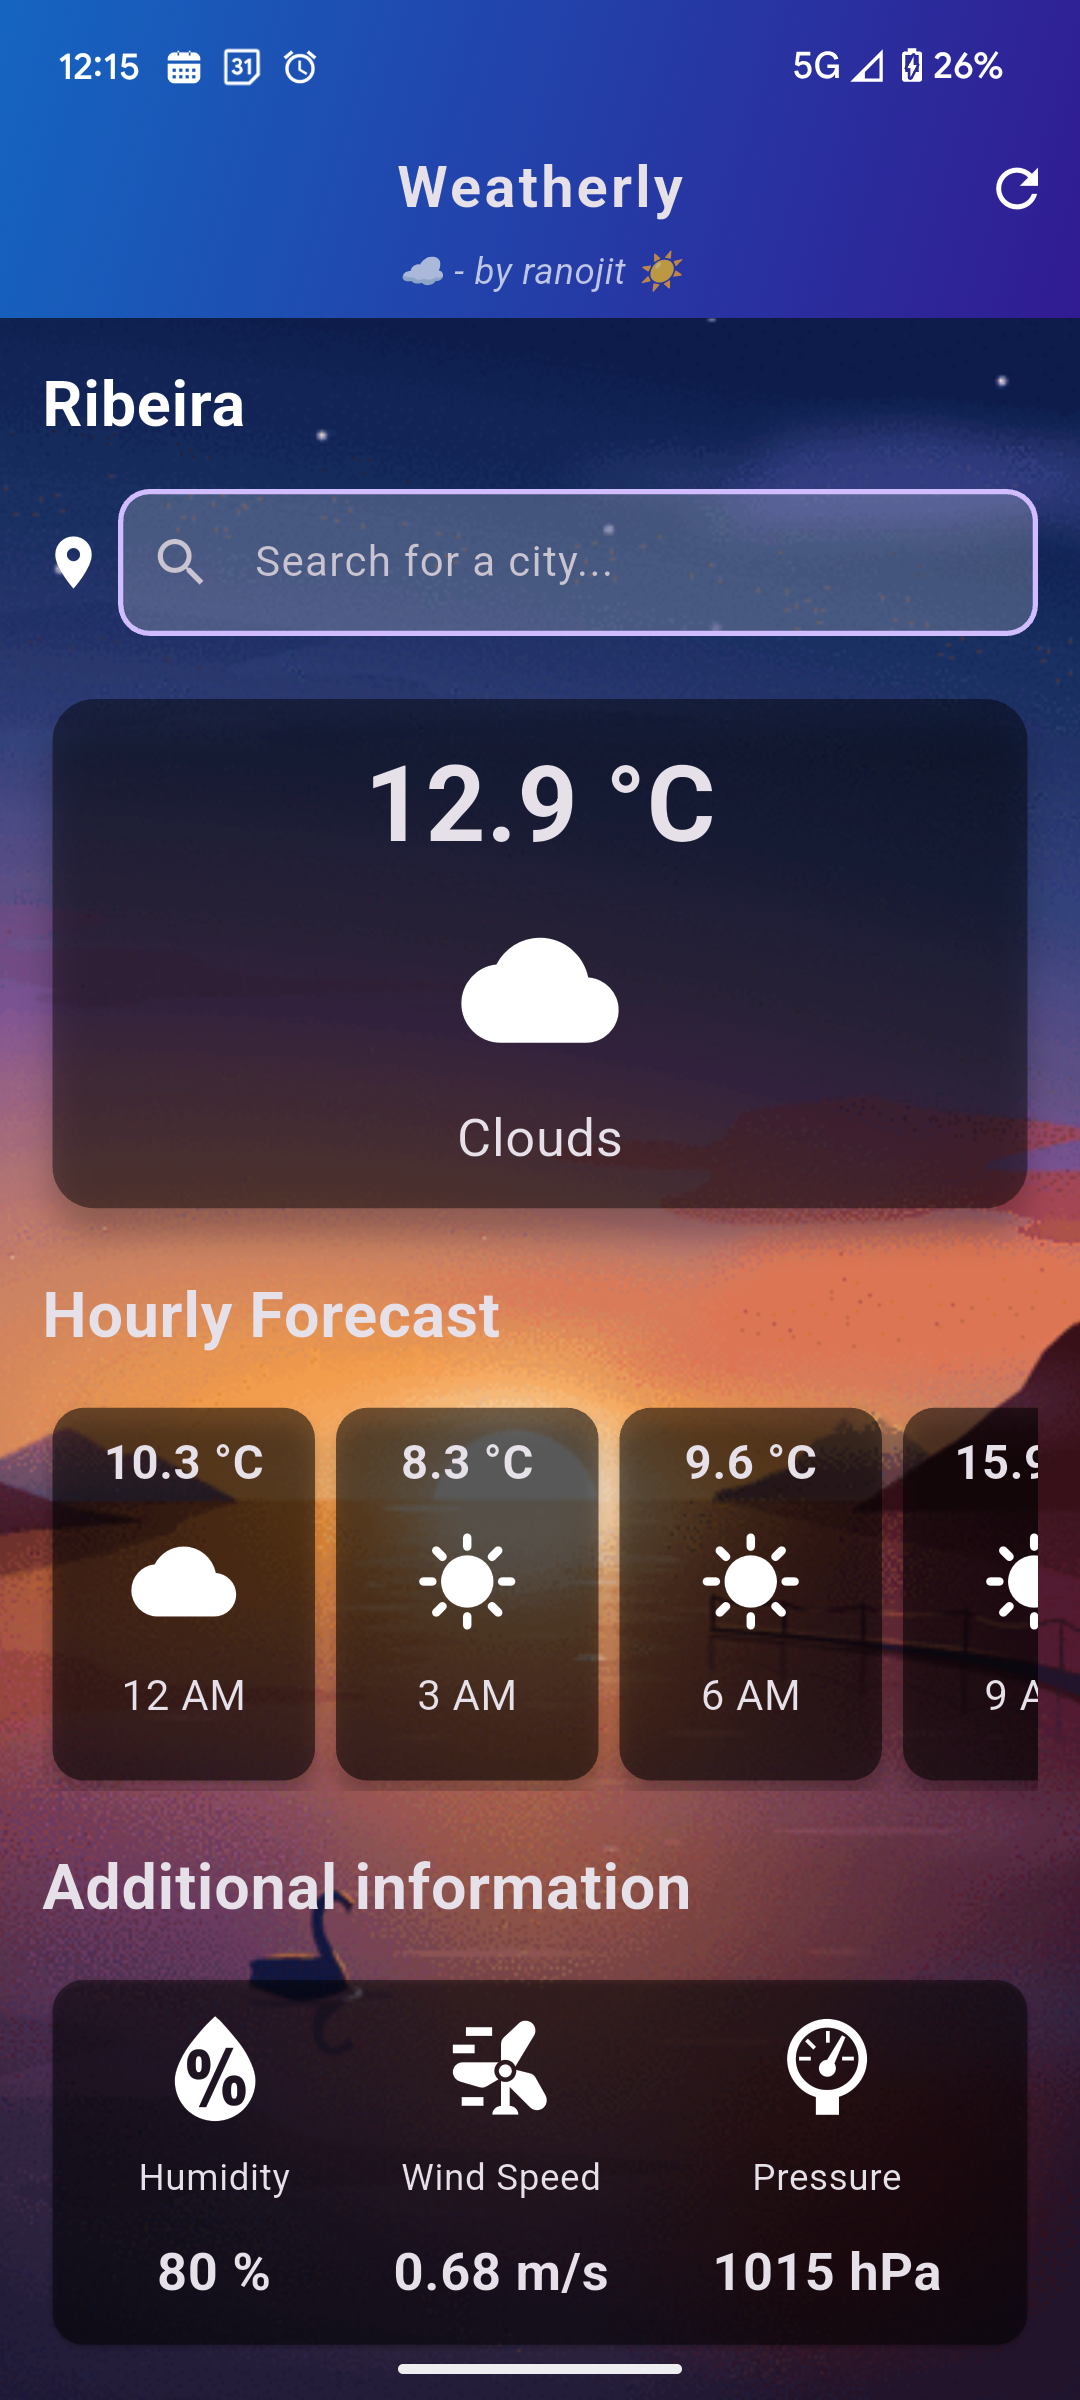 12:15 31 5G 26%
Weatherly
- by ranojit
Ribeira
Search for a city...
12.9 °C
Clouds
Hourly Forecast
10.3 °C 8.3 °C 9.6 °C 15.9
12 AM 3 AM 6 AM 9 A
Additional information
%
Humidity Wind Speed Pressure
80 % 0.68 m/s 1015 hPa